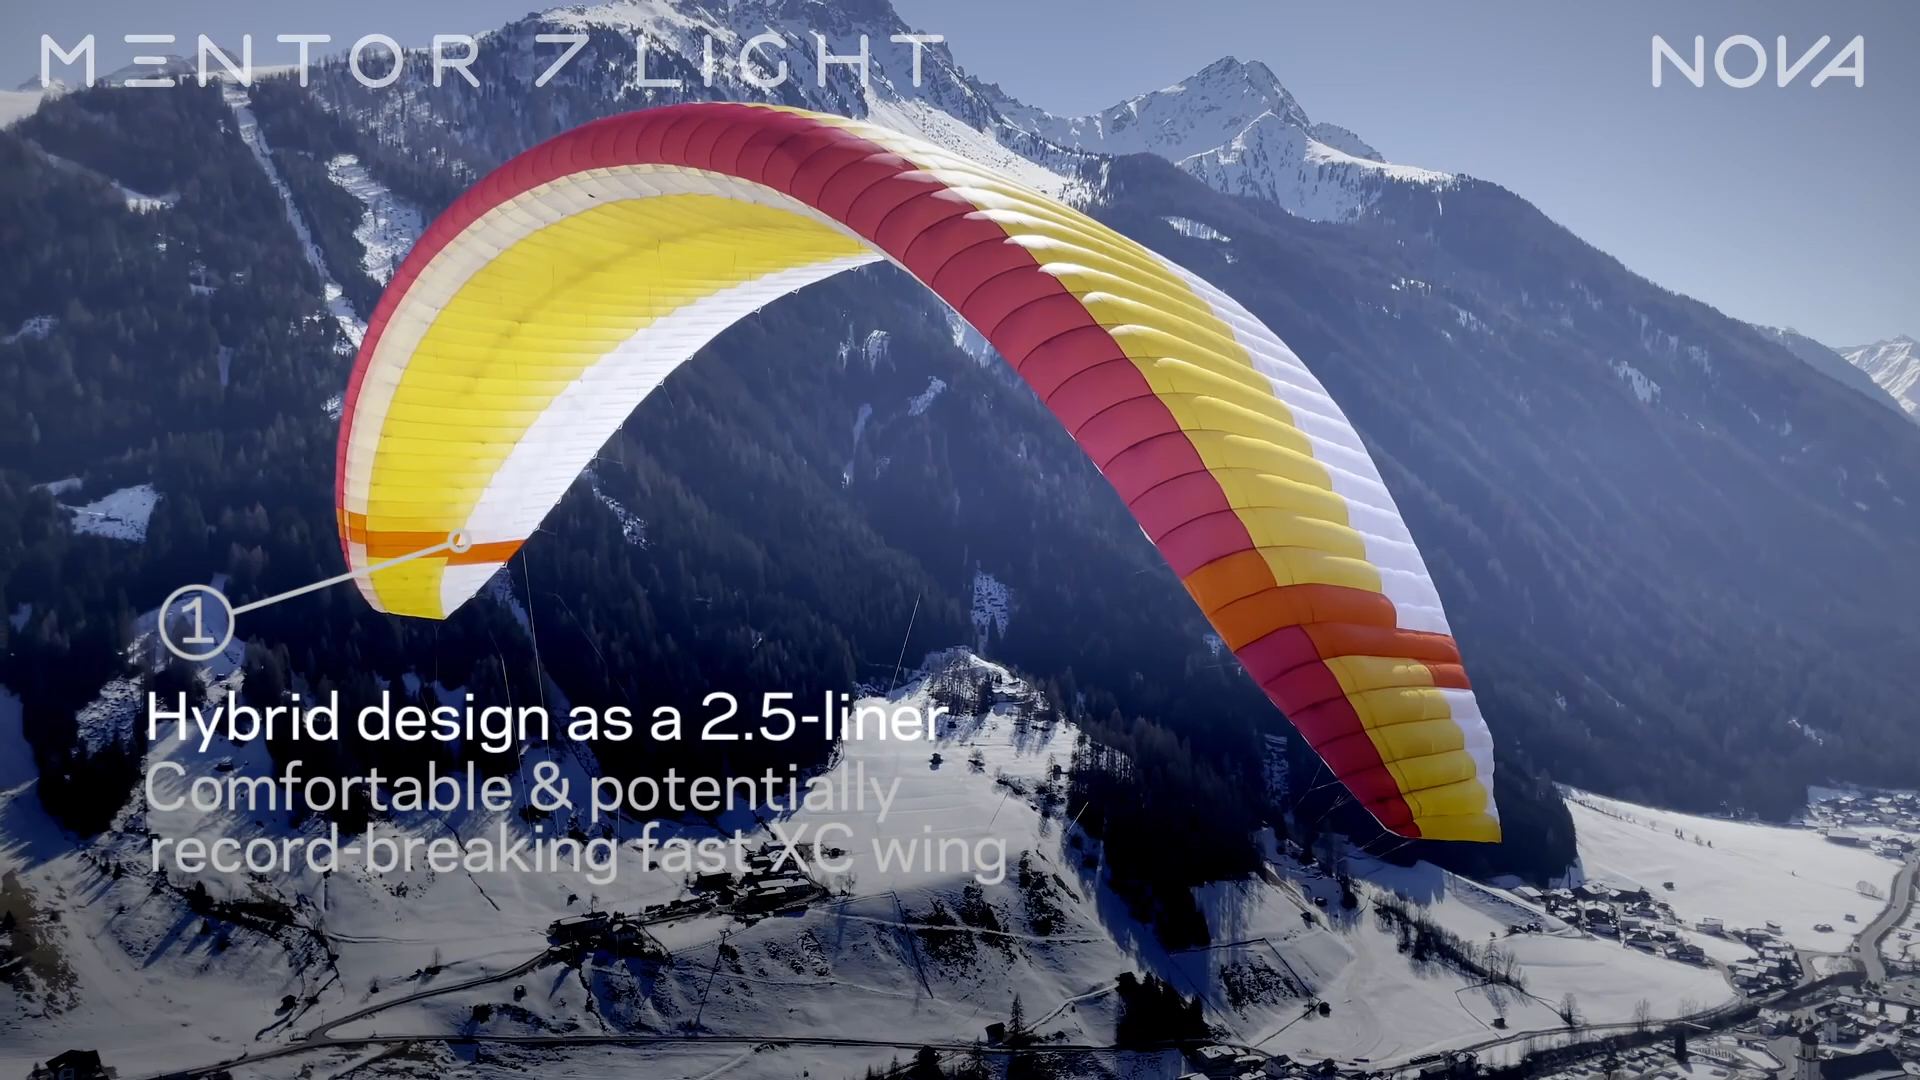 MENTOR 7 LIGHT
NOVA
1
Hybrid design as a 2.5-liner
Comfortable & potentially
record-breaking fast XC wing